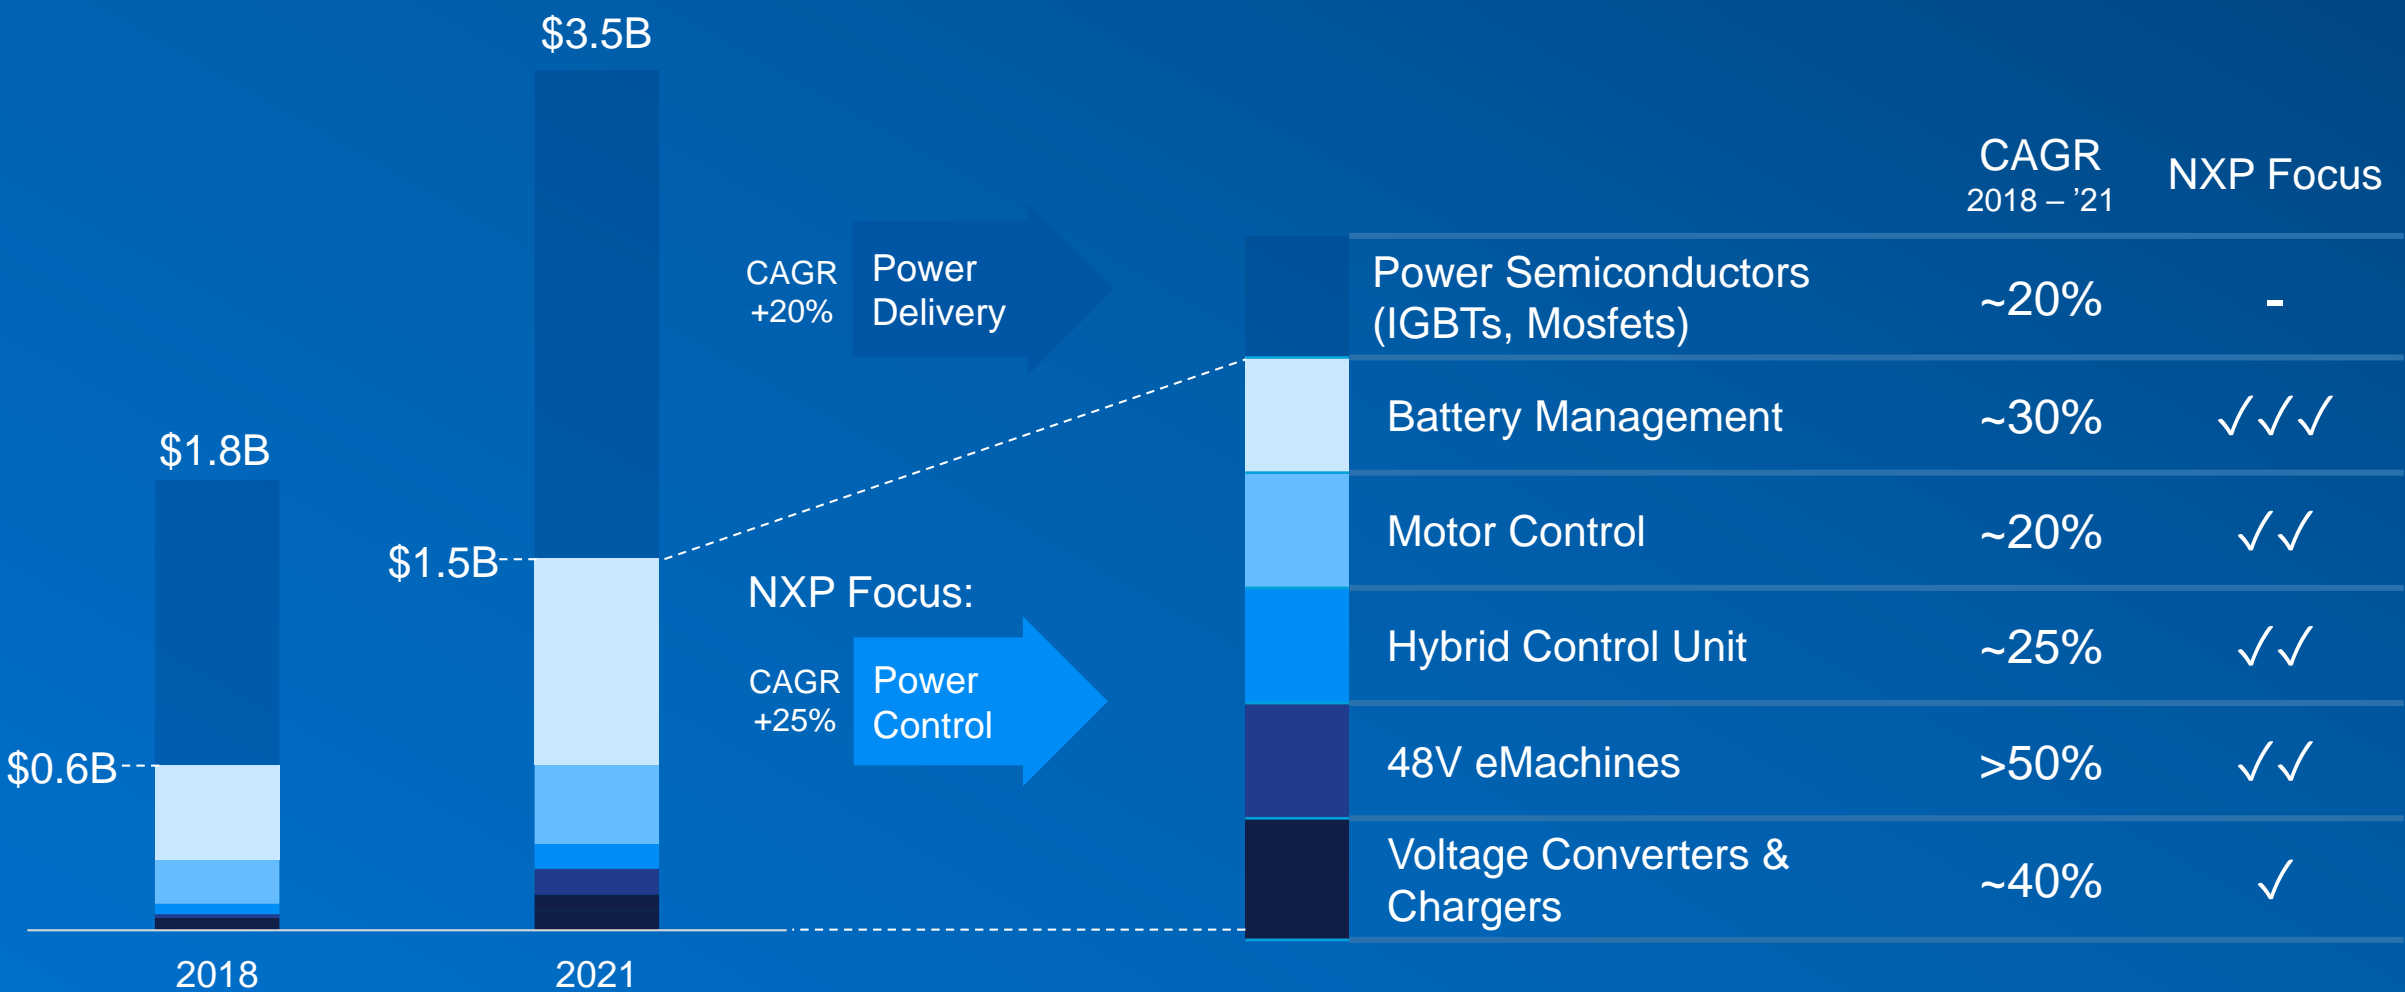 $3.5B
$1.8B
$1.5B
$0.6B
2018
2021
CAGR
+20%
Power
Delivery
NXP Focus:
CAGR
+25%
Power
Control
CAGR
2018 – ’21
NXP Focus
Power Semiconductors
(IGBTs, Mosfets)
~20%
-
Battery Management
~30%
✓✓✓
Motor Control
~20%
✓✓
Hybrid Control Unit
~25%
✓✓
48V eMachines
>50%
✓✓
Voltage Converters &
Chargers
~40%
✓